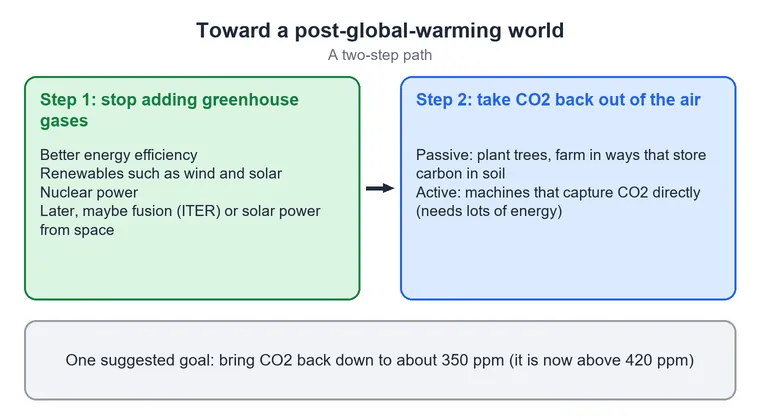 Toward a post-global-warming world
A two-step path
Step 1: stop adding greenhouse
gases
Better energy efficiency
Renewables such as wind and solar
Nuclear power
Later, maybe fusion (ITER) or solar power
from space
Step 2: take CO2 back out of the air
Passive: plant trees, farm in ways that store
carbon in soil
Active: machines that capture CO2 directly
(needs lots of energy)
One suggested goal: bring CO2 back down to about 350 ppm (it is now above 420 ppm)